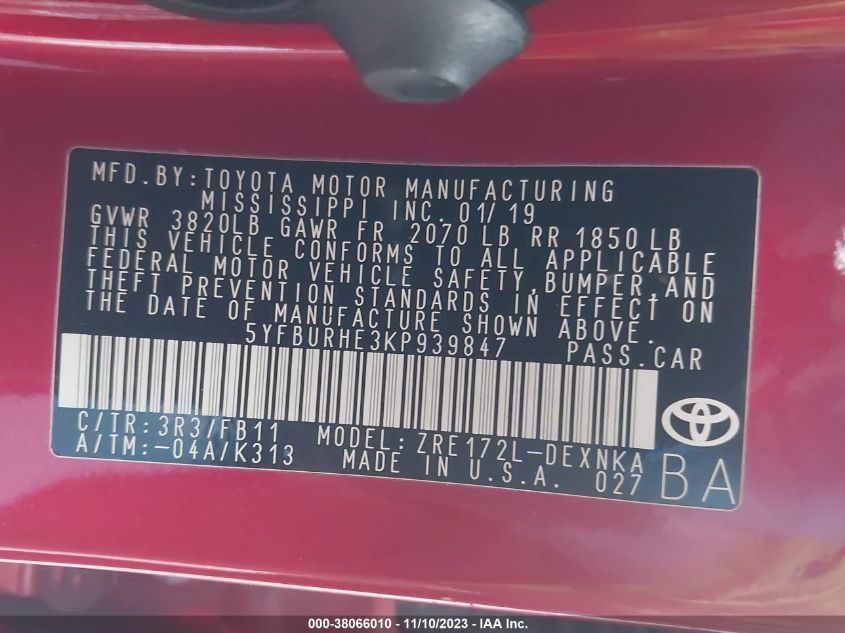 MFD.BY:TOYOTA MOTOR MANUFACTURING
MISSISSIPPI INC. 01/19
GVWR 3820LB GAWR FR 2070 LB RR 1850 LB
THIS VEHICLE CONFORMS TO ALL APPLICABLE
FEDERAL MOTOR VEHICLE SAFETY,BUMPER,AND
THEFT PREVENTION STANDARDS IN EFFECT ON
THE DATE OF MANUFACTURE SHOWN ABOVE.
5YFBURHE3KP939847 PASS.CAR
C/TR:3R3/FB11 MODEL:ZRE172L-DEXNKA
A/TM:-04A/K313 MADE IN U.S.A. 027
BA
000-38066010 - 11/10/2023 - IAAI Inc.